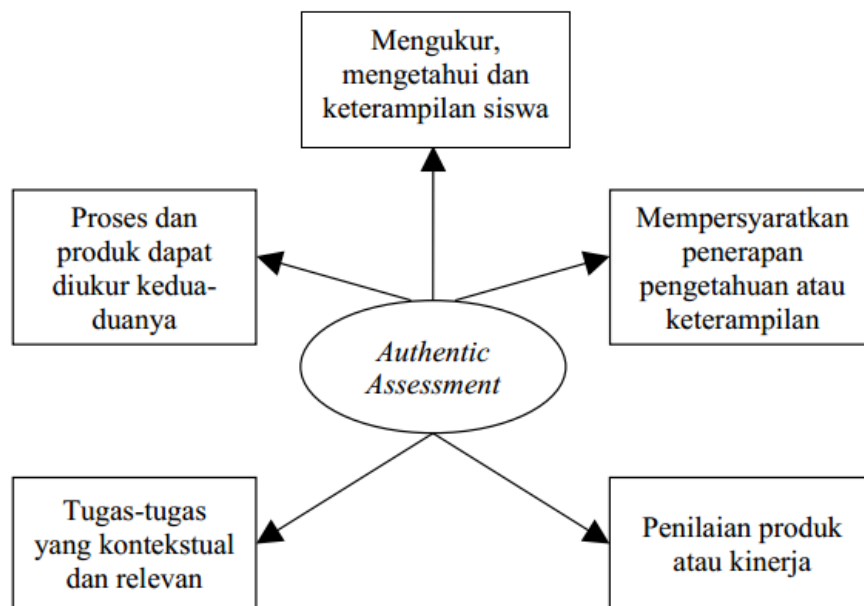 Mengukur,
mengetahui dan
keterampilan siswa
Proses dan
produk dapat
diukur kedua-
duanya
Mempersyaratkan
penerapan
pengetahuan atau
keterampilan
Authentic
Assessment
Tugas-tugas
yang kontekstual
dan relevan
Penilaian produk
atau kinerja